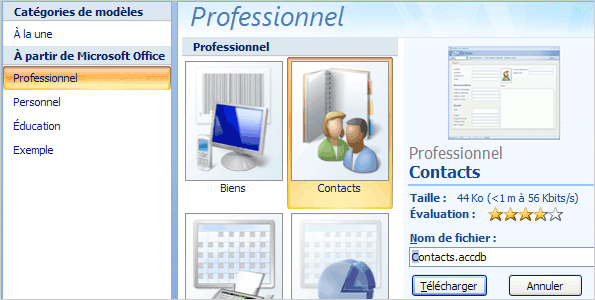 Catégories de modèles
À la une
À partir de Microsoft Office
Professionnel
Personnel
Éducation
Exemple
Professionnel
Professionnel
Biens
Contacts
Professionnel
Contacts
Taille : 44 Ko (<1 m à 56 Kbits/s)
Évaluation :
Nom de fichier :
Contacts.accdb
Télécharger
Annuler